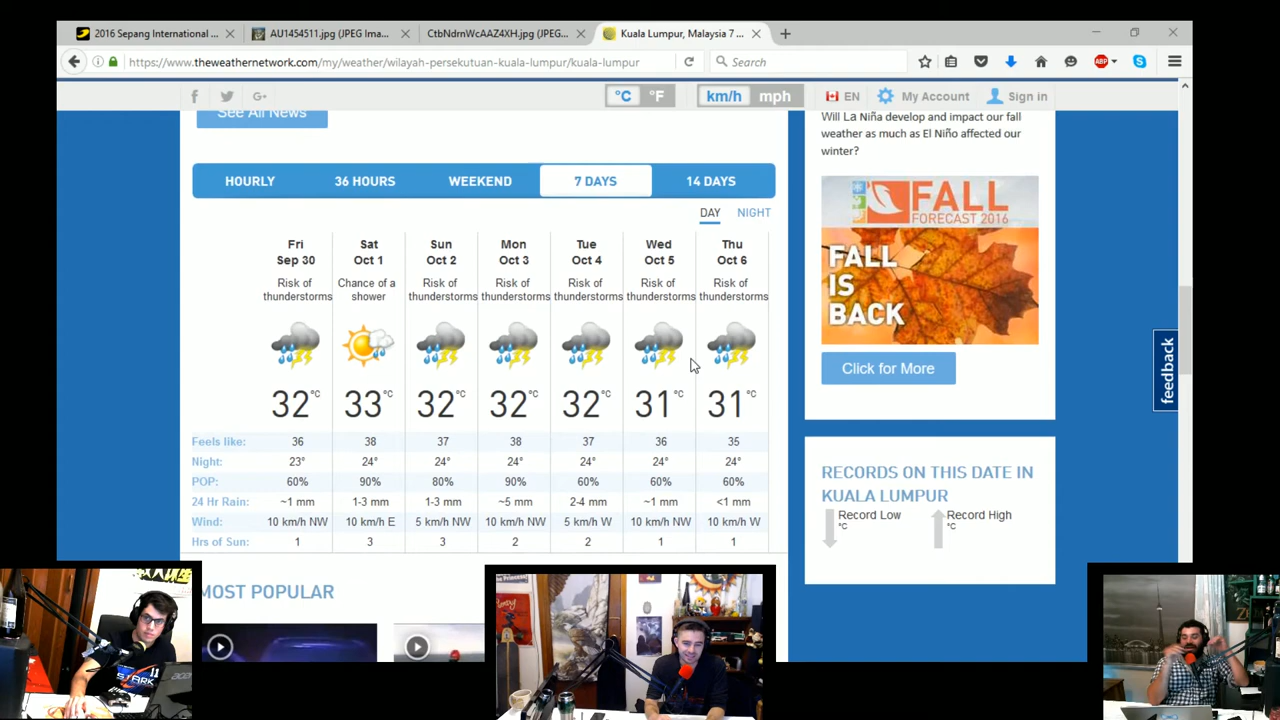 2016 Sepang International ...
AU1454511.jpg (JPEG Ima...
CtbNdmWcAAZ4XH.jpg (JPEG...
Kuala Lumpur, Malaysia 7 ...
https://www.theweathernetwork.com/my/weather/wilayah-persekutuan-kuala-lumpur/kuala-lumpur
Search
ABP
f G+ °C °F km/h mph EN My Account Sign in
See All News
Will La Niña develop and impact our fall
weather as much as El Niño affected our
winter?
HOURLY 36 HOURS WEEKEND 7 DAYS 14 DAYS
DAY NIGHT
FALL
FORECAST 2016
FALL
IS
BACK
Click for More
feedback
Fri Sat Sun Mon Tue Wed Thu
Sep 30 Oct 1 Oct 2 Oct 3 Oct 4 Oct 5 Oct 6
Risk of Chance of a Risk of Risk of Risk of Risk of Risk of
thunderstorms shower thunderstorms thunderstorms thunderstorms thunderstorms thunderstorms
32°C 33°C 32°C 32°C 32°C 31°C 31°C
Feels like: 36 38 37 38 37 36 35
Night: 23° 24° 24° 24° 24° 24° 24°
POP: 60% 90% 80% 90% 60% 60% 60%
24 Hr Rain: ~1 mm 1-3 mm 1-3 mm ~5 mm 2-4 mm ~1 mm <1 mm
Wind: 10 km/h NW 10 km/h E 5 km/h NW 10 km/h NW 5 km/h W 10 km/h NW 10 km/h W
Hrs of Sun: 1 3 3 2 2 1 1
RECORDS ON THIS DATE IN
KUALA LUMPUR
Record Low Record High
°C °C
MOST POPULAR
STARK
acer